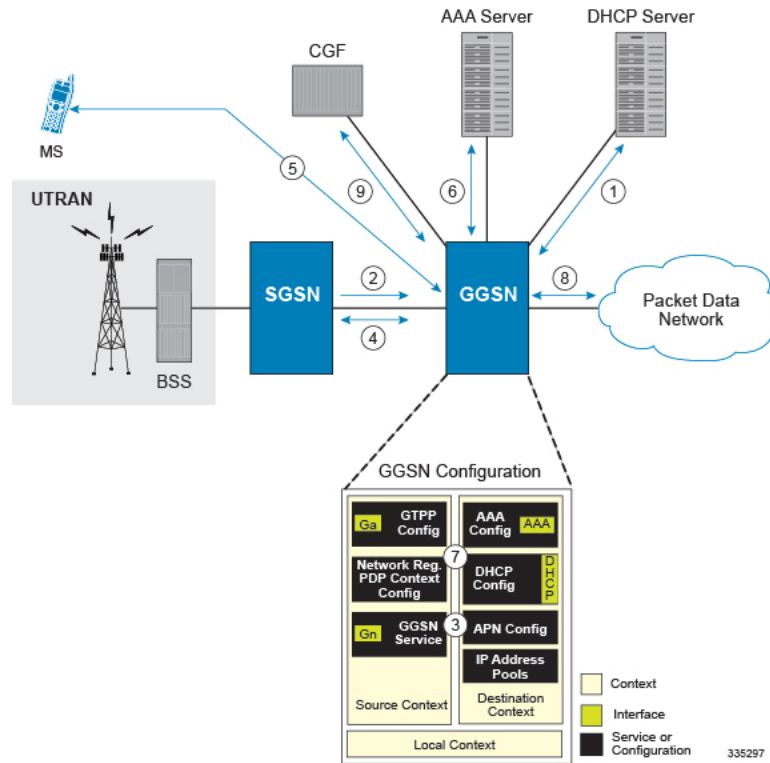 AAA Server
DHCP Server
CGF
MS
5
9
6
1
UTRAN
SGSN
2
4
GGSN
8
Packet Data
Network
BSS
GGSN Configuration
Ga
GTPP
Config
AAA
Config
AAA
7
Network Reg.
PDP Context
Config
DHCP
Config
D
H
C
P
Gn
GGSN
Service
3
APN Config
IP Address
Pools
Source Context
Destination
Context
Local Context
Context
Interface
Service or
Configuration
335297